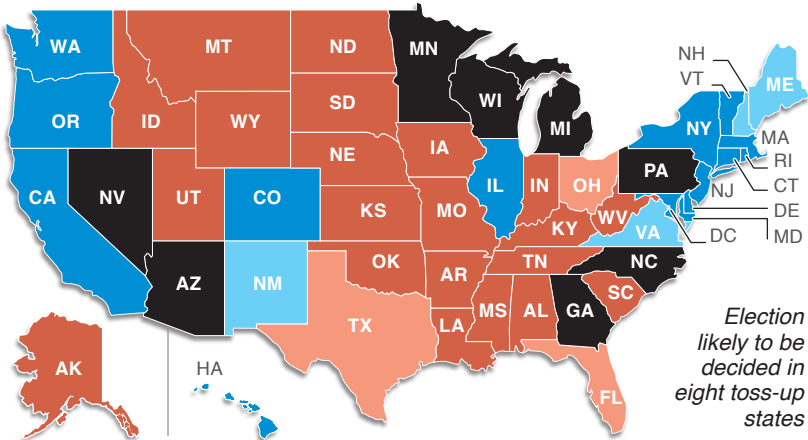 WA
MT
ND
MN
NH
VT
ME
OR
ID
WY
SD
WI
MI
NY
MA
RI
CT
NV
UT
CO
NE
IA
IL
IN
OH
PA
NJ
DE
MD
DC
CA
KS
MO
KY
WV
VA
AZ
NM
OK
AR
TN
NC
SC
TX
LA
MS
AL
GA
FL
AK
HA
Election
likely to be
decided in
eight toss-up
states